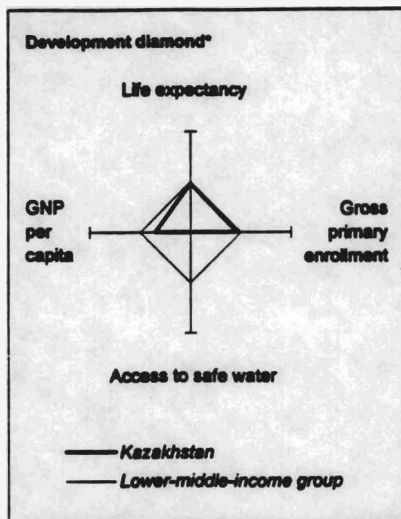 Development diamond*
Life expectancy
GNP
per
capita
Gross
primary
enrollment
Access to safe water
Kazakhstan
Lower-middle-income group